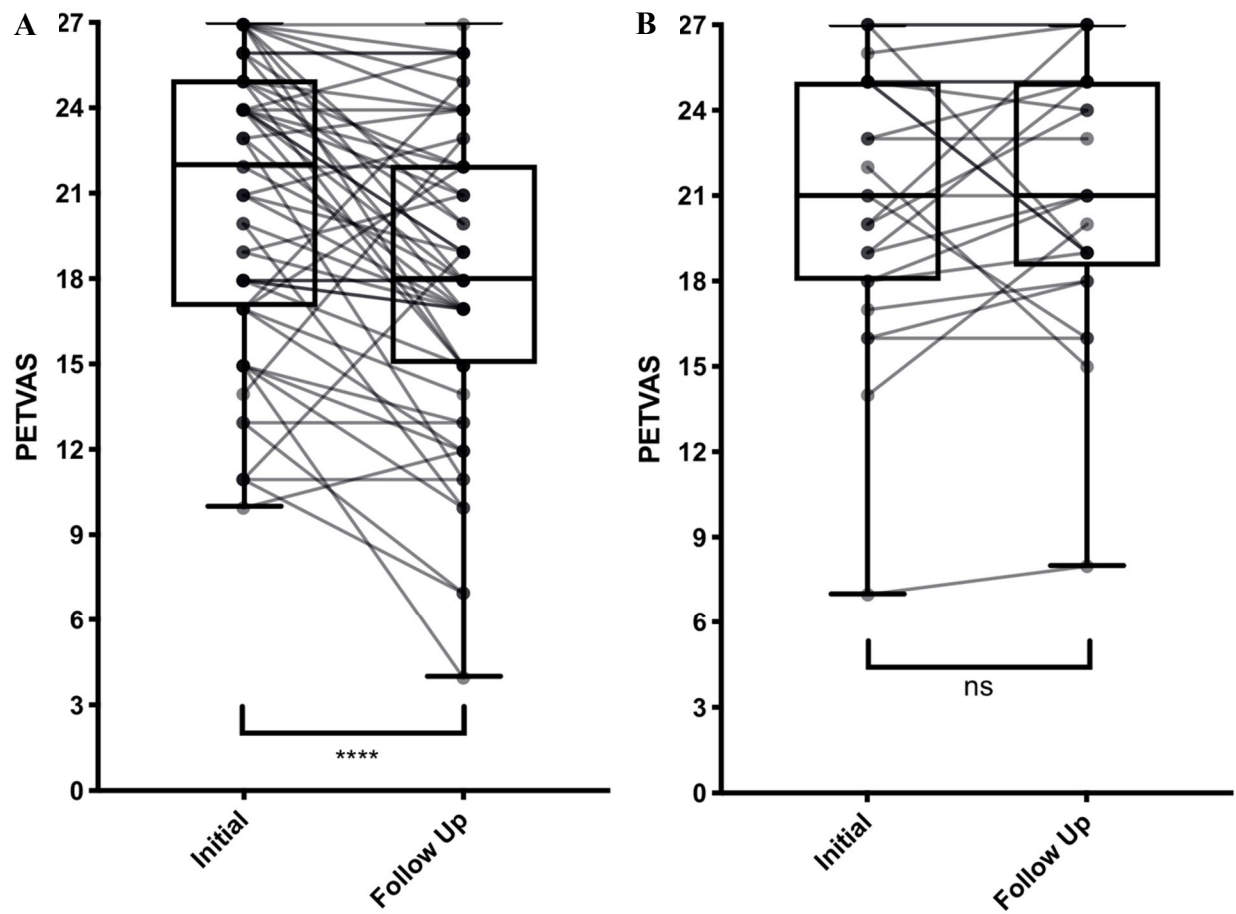 A
27
24
21
18
15
12
9
6
3
0
PETVAS
****
Initial
Follow Up
B
27
24
21
18
15
12
9
6
3
0
PETVAS
ns
Initial
Follow Up